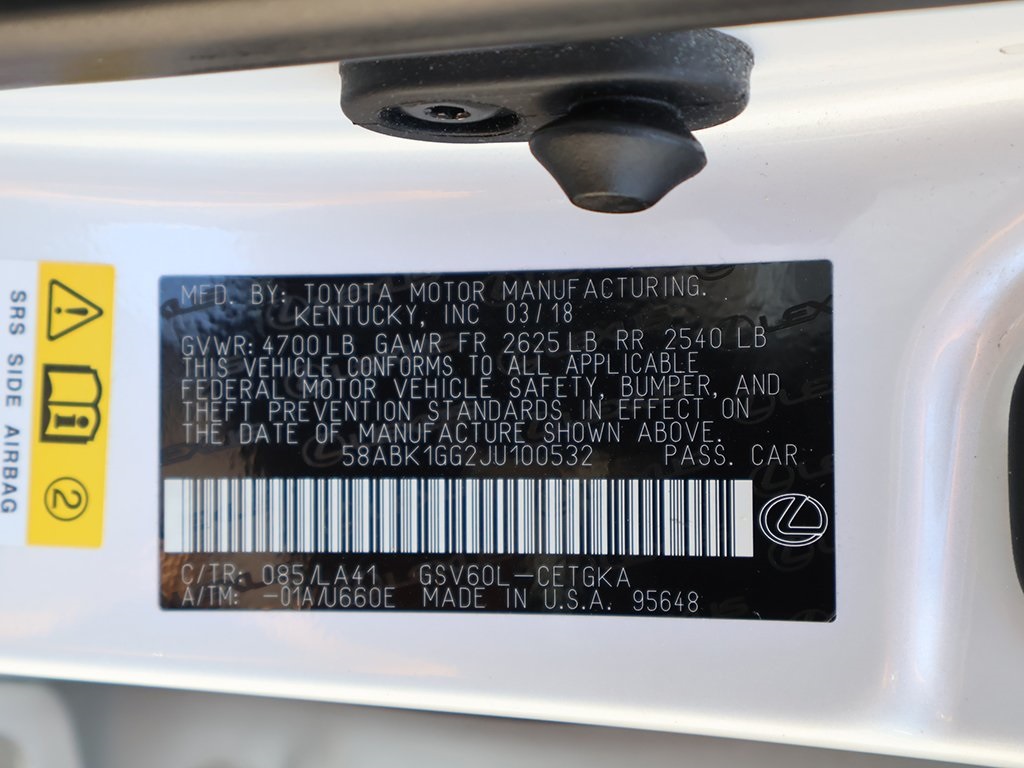 MFD. BY: TOYOTA MOTOR MANUFACTURING.
KENTUCKY, INC 03/18
GVWR: 4700LB GAWR FR 2625LB RR 2540 LB
THIS VEHICLE CONFORMS TO ALL APPLICABLE
FEDERAL MOTOR VEHICLE SAFETY, BUMPER, AND
THEFT PREVENTION STANDARDS IN EFFECT ON
THE DATE OF MANUFACTURE SHOWN ABOVE.
58ABK1GG2JU100532 PASS. CAR
C/TR: 085/LA41 GSV60L-CETGKA
A/TM: -01A/U660E MADE IN U.S.A. 95648
SRS SIDE AIRBAG
2